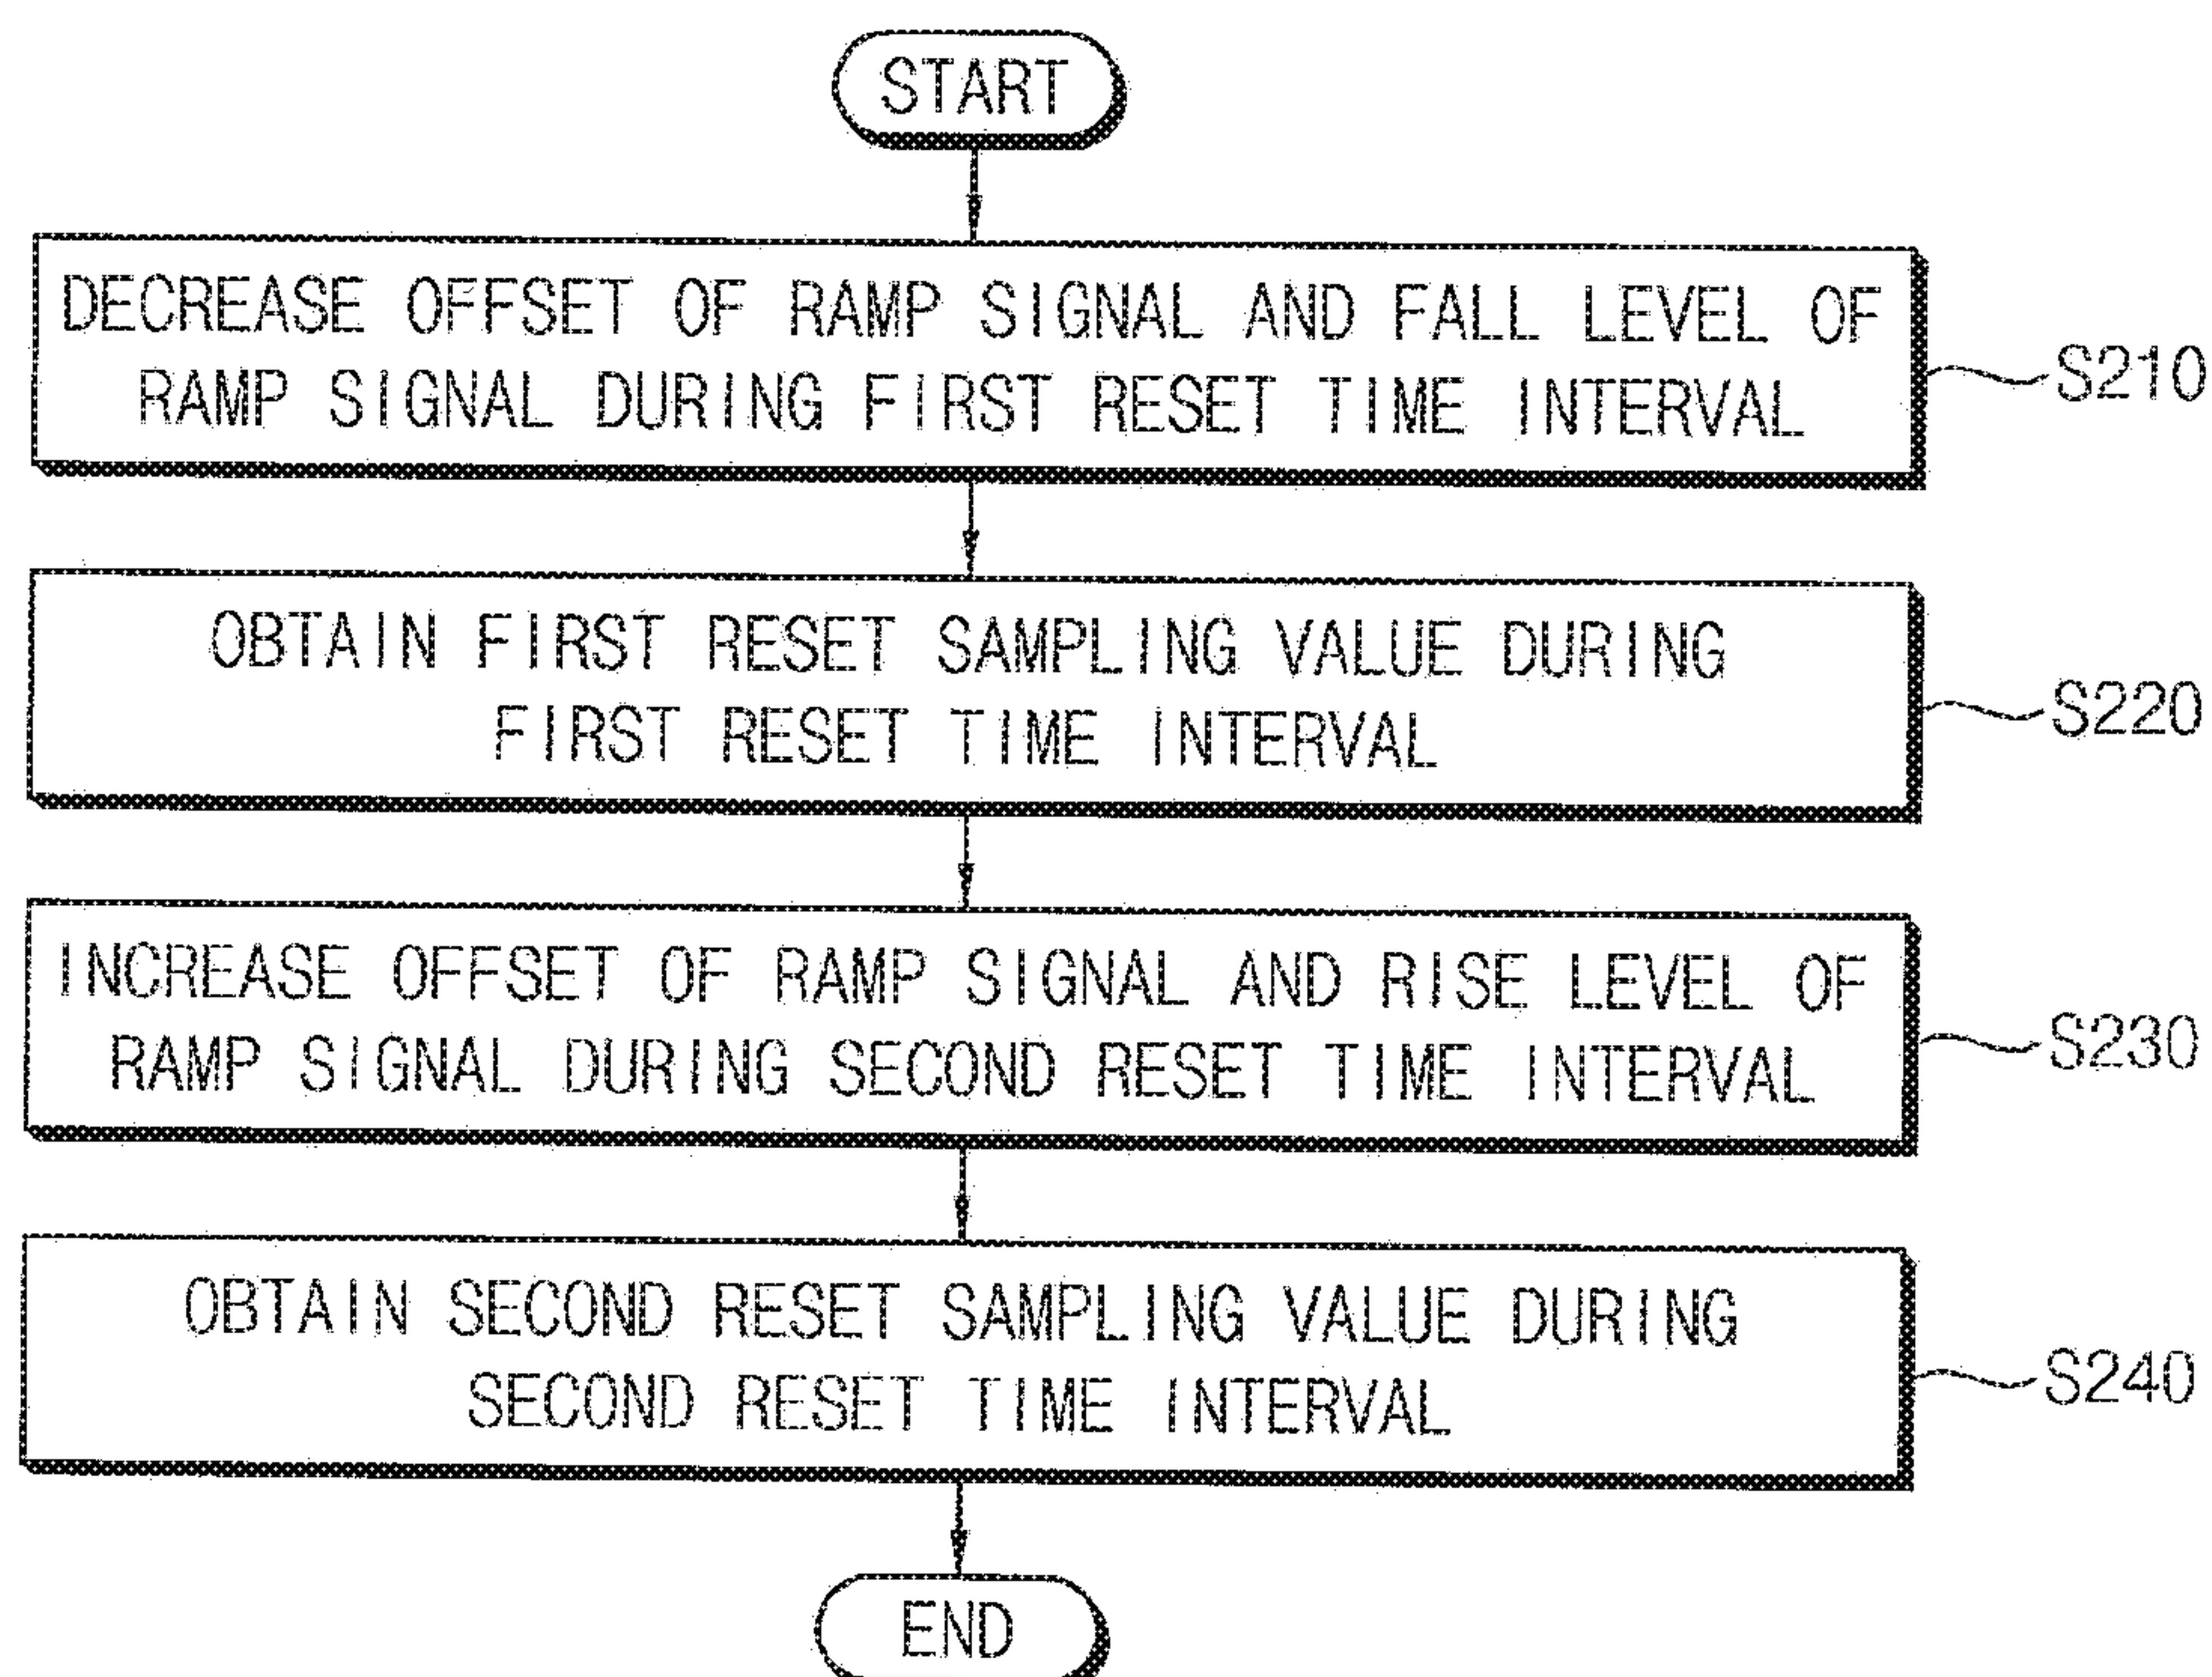 START
DECREASE OFFSET OF RAMP SIGNAL AND FALL LEVEL OF
RAMP SIGNAL DURING FIRST RESET TIME INTERVAL
S210
OBTAIN FIRST RESET SAMPLING VALUE DURING
FIRST RESET TIME INTERVAL
S220
INCREASE OFFSET OF RAMP SIGNAL AND RISE LEVEL OF
RAMP SIGNAL DURING SECOND RESET TIME INTERVAL
S230
OBTAIN SECOND RESET SAMPLING VALUE DURING
SECOND RESET TIME INTERVAL
S240
END